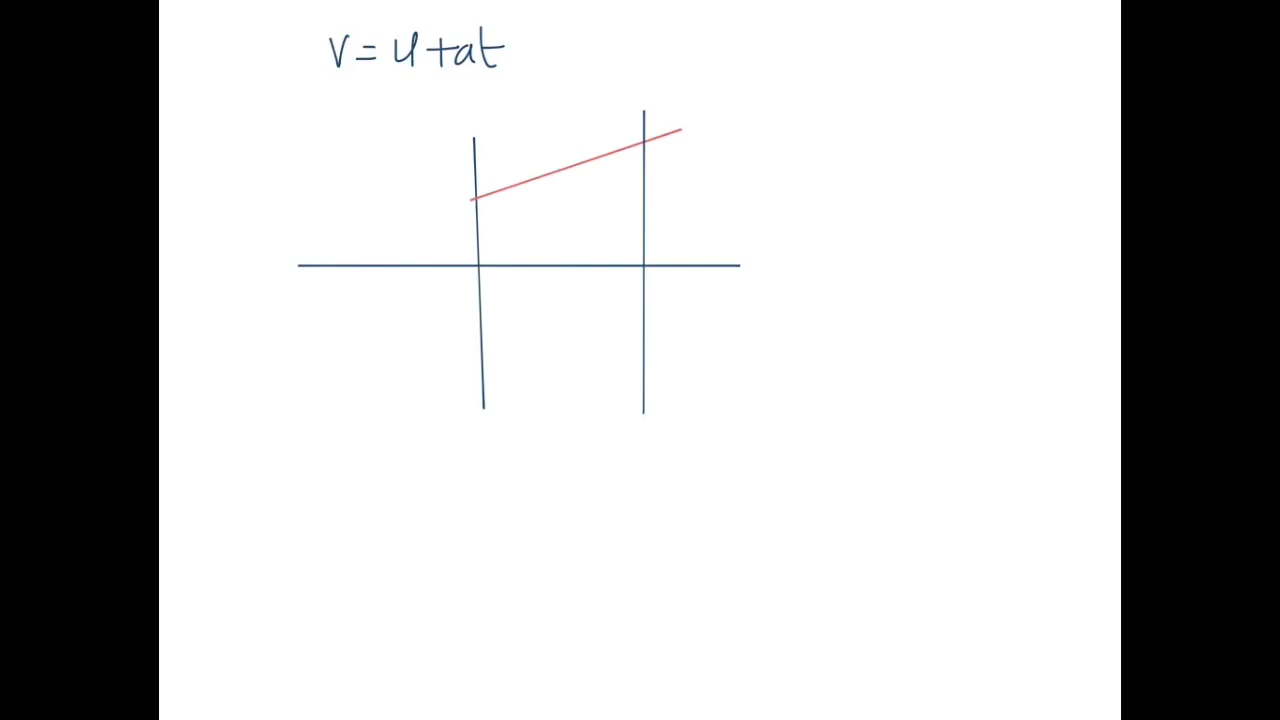 v = u + at